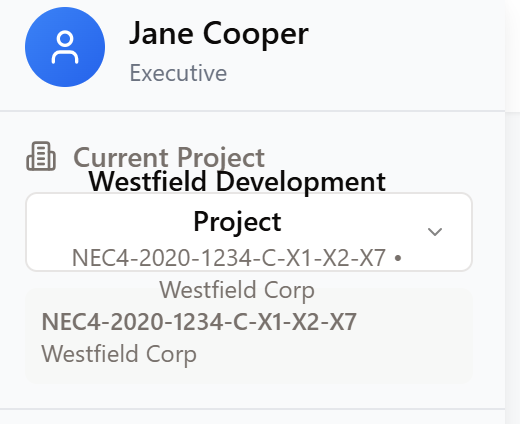 Jane Cooper
Executive
Current Project
Westfield Development
Project
NEC4-2020-1234-C-X1-X2-X7 •
Westfield Corp
NEC4-2020-1234-C-X1-X2-X7
Westfield Corp